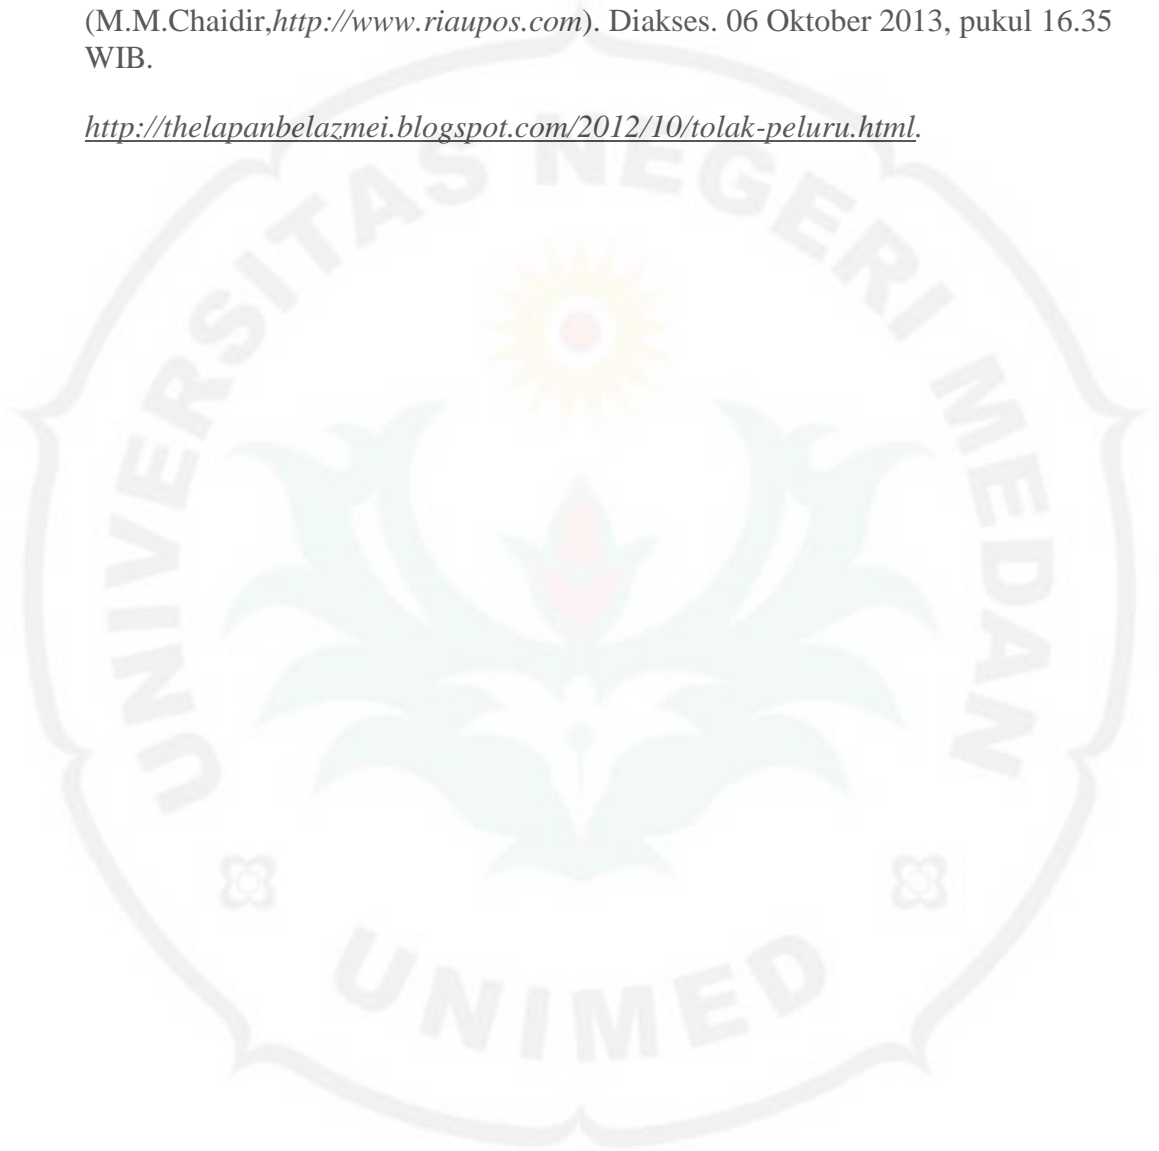 (M.M.Chaidir,http://www.riaupos.com). Diakses. 06 Oktober 2013, pukul 16.35
WIB.
http://thelapanbelazmei.blogspot.com/2012/10/tolak-peluru.html.
UNIVERSITAS NEGERI MEDAN
UNIMED